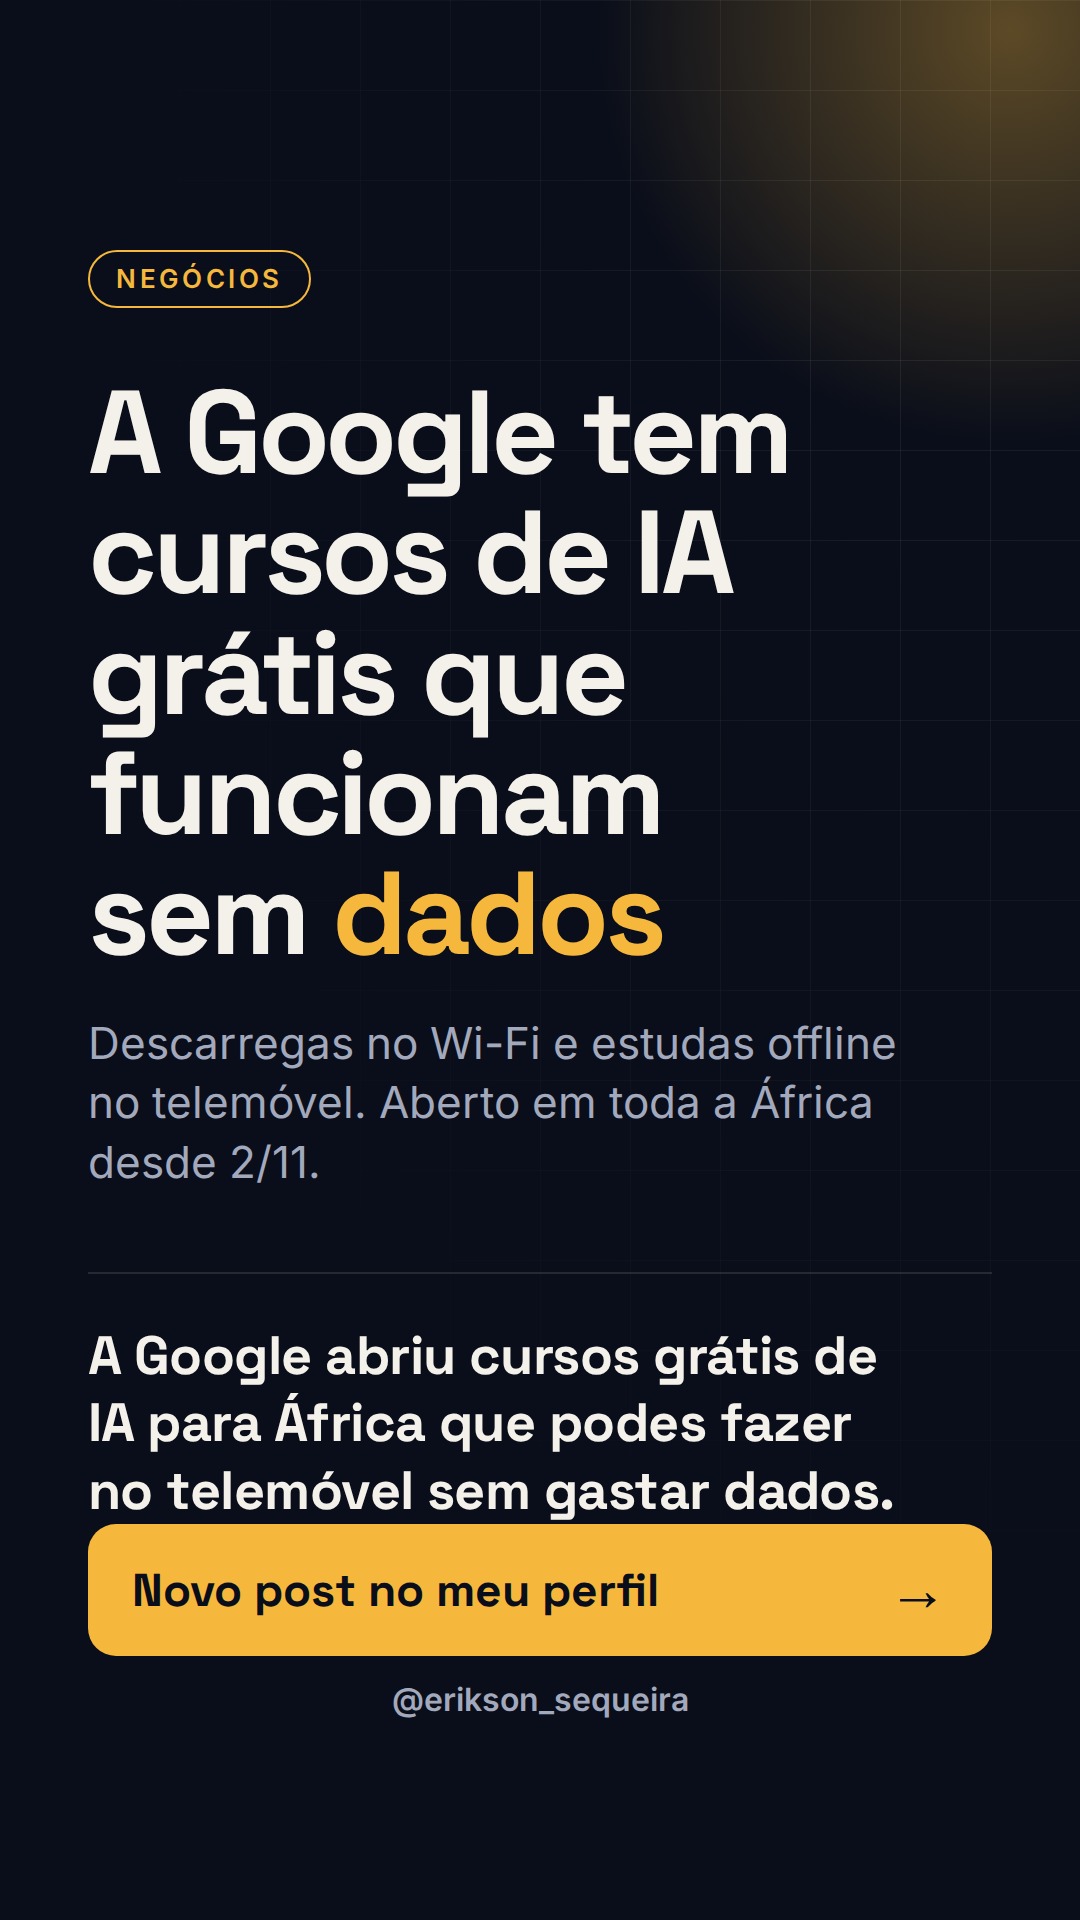 NEGÓCIOS
A Google tem
cursos de IA
grátis que
funcionam
sem dados
Descarregas no Wi-Fi e estudas offline
no telemóvel. Aberto em toda a África
desde 2/11.
A Google abriu cursos grátis de
IA para África que podes fazer
no telemóvel sem gastar dados.
Novo post no meu perfil →
@erikson_sequeira